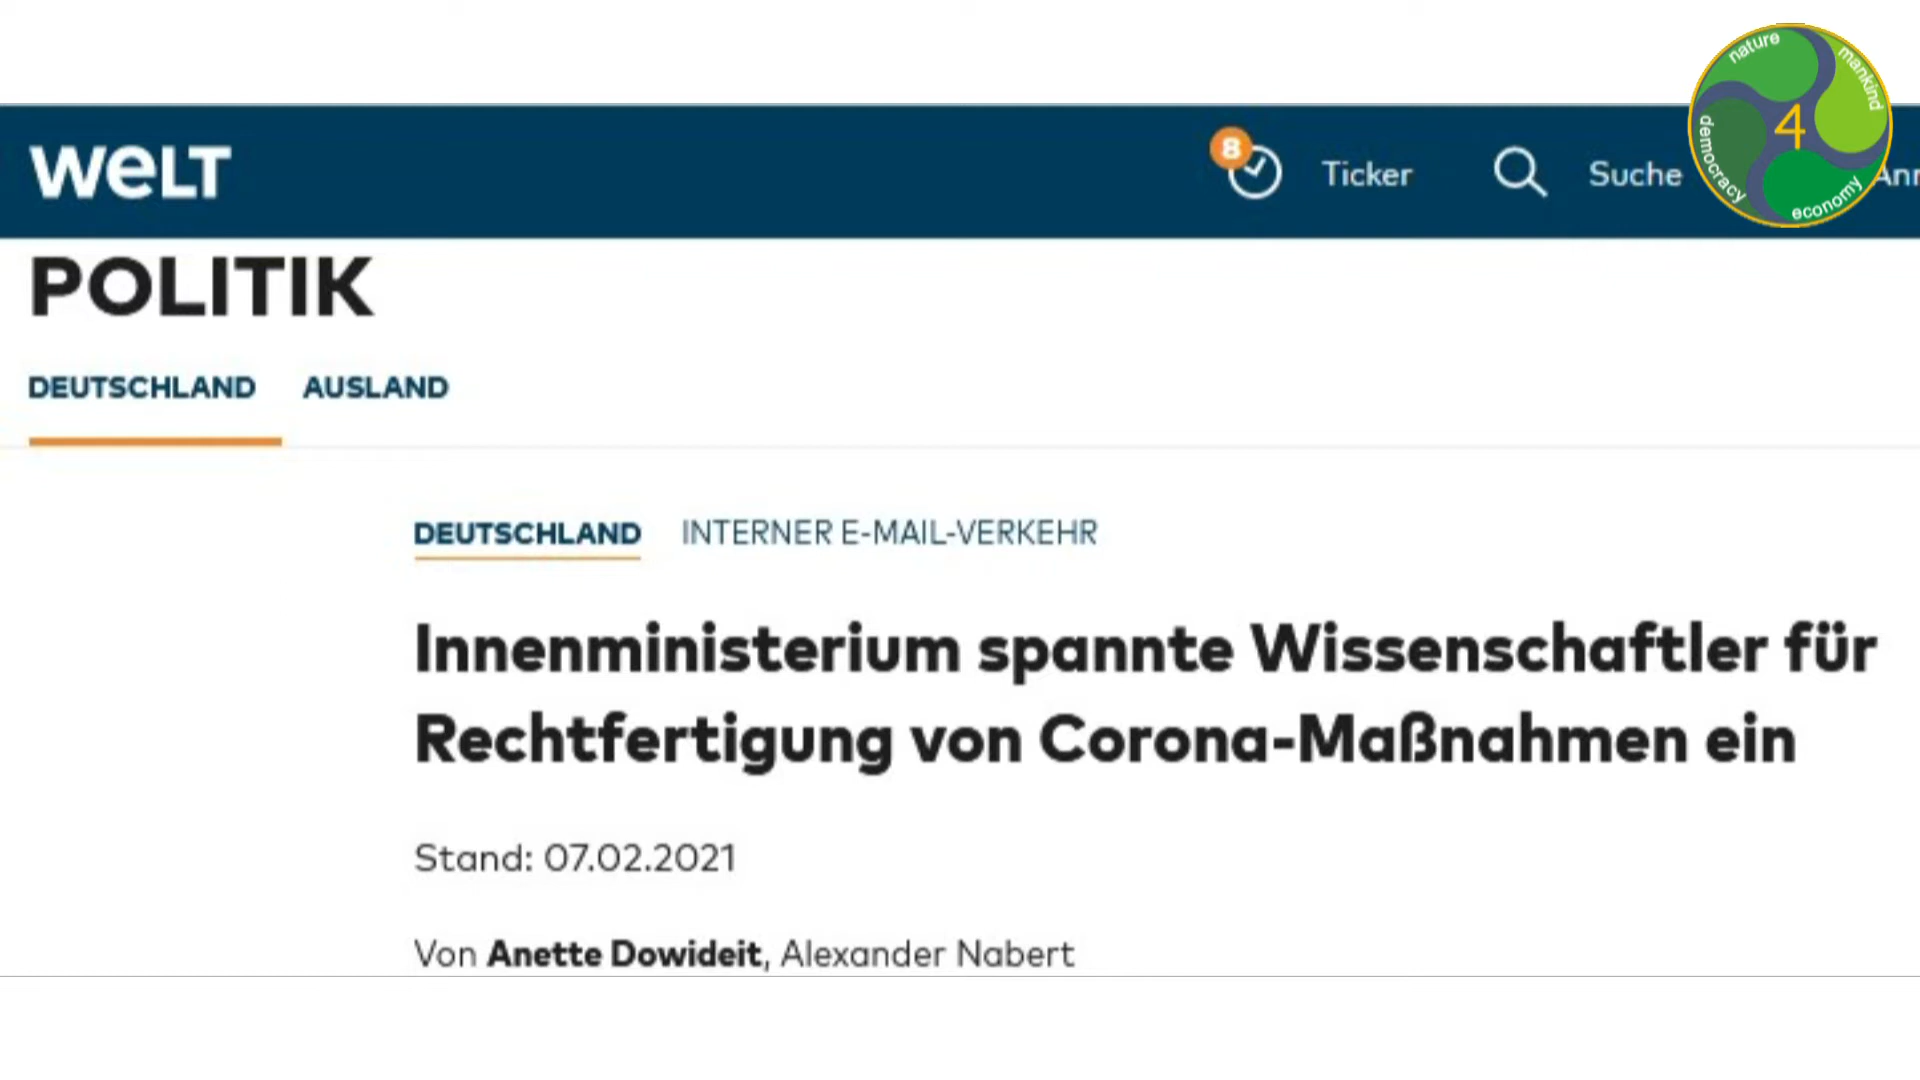 WELT
8
Ticker
Suche
nature
mankind
democracy
4
economy
POLITIK
DEUTSCHLAND AUSLAND
DEUTSCHLAND INTERNER E-MAIL-VERKEHR
Innenministerium spannte Wissenschaftler für
Rechtfertigung von Corona-Maßnahmen ein
Stand: 07.02.2021
Von Anette Dowideit, Alexander Nabert